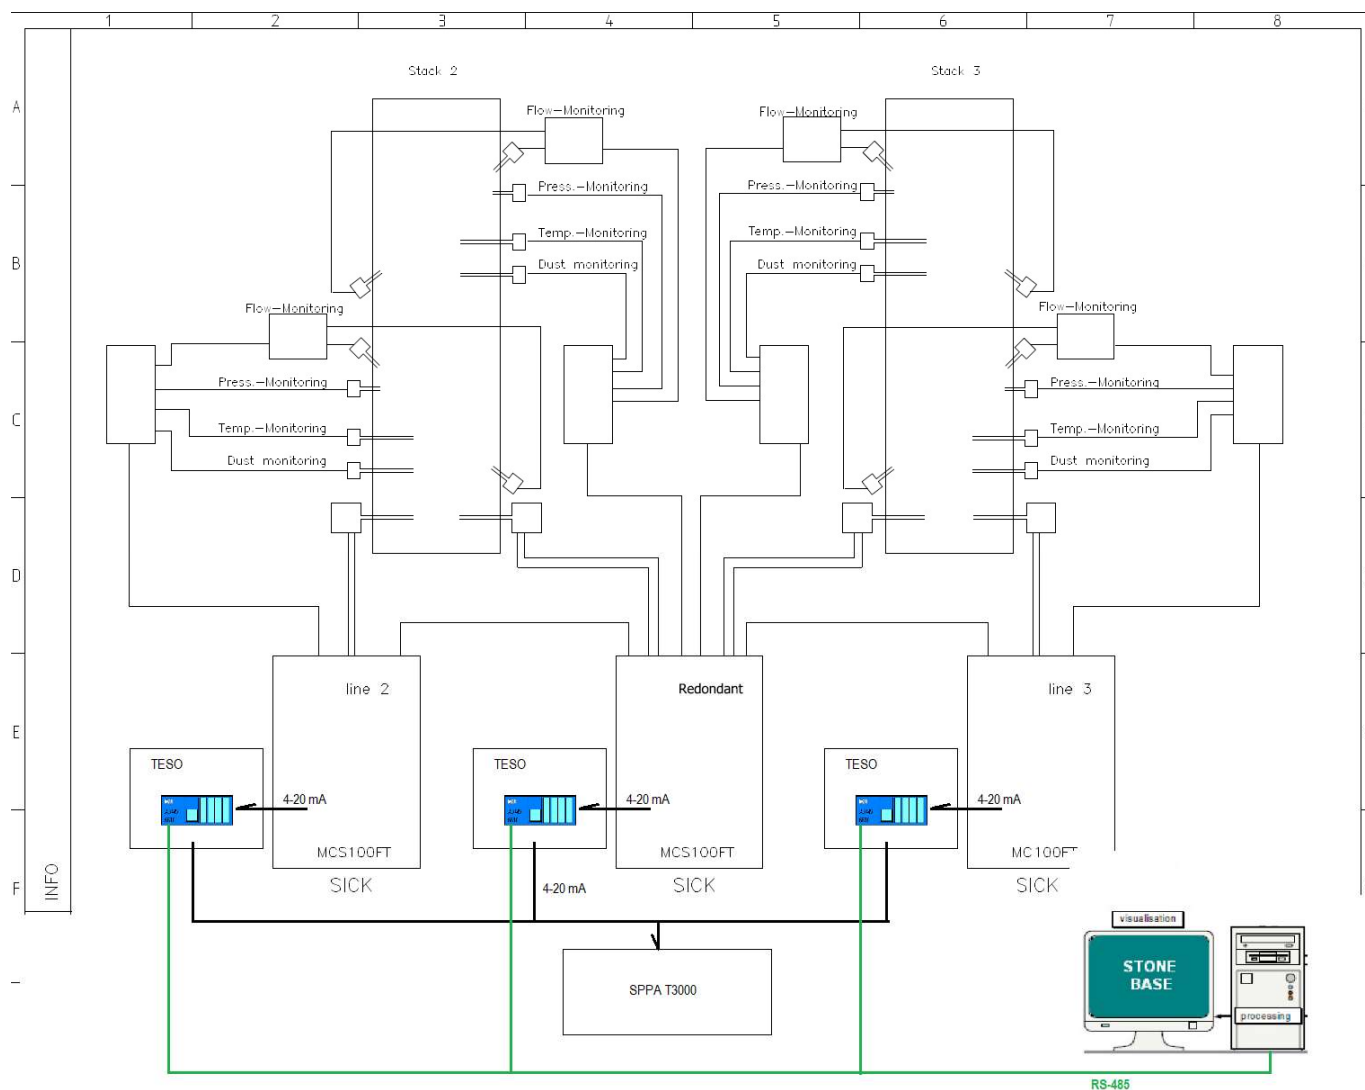 1 2 3 4 5 6 7 8
Stack 2 Stack 3
A
Flow-Monitoring Flow-Monitoring
Press.-Monitoring Press.-Monitoring
Temp.-Monitoring Temp.-Monitoring
B
Dust monitoring Dust monitoring
Flow-Monitoring Flow-Monitoring
Press.-Monitoring Press.-Monitoring
C
Temp.-Monitoring Temp.-Monitoring
Dust monitoring Dust monitoring
D
line 2 Redondant line 3
E
TESO TESO TESO
4-20 mA 4-20 mA 4-20 mA
MCS100FT MCS100FT MC100FT
F
INFO
SICK SICK SICK
4-20 mA
visualisation
STONE
BASE
SPPA T3000
processing
RS-485